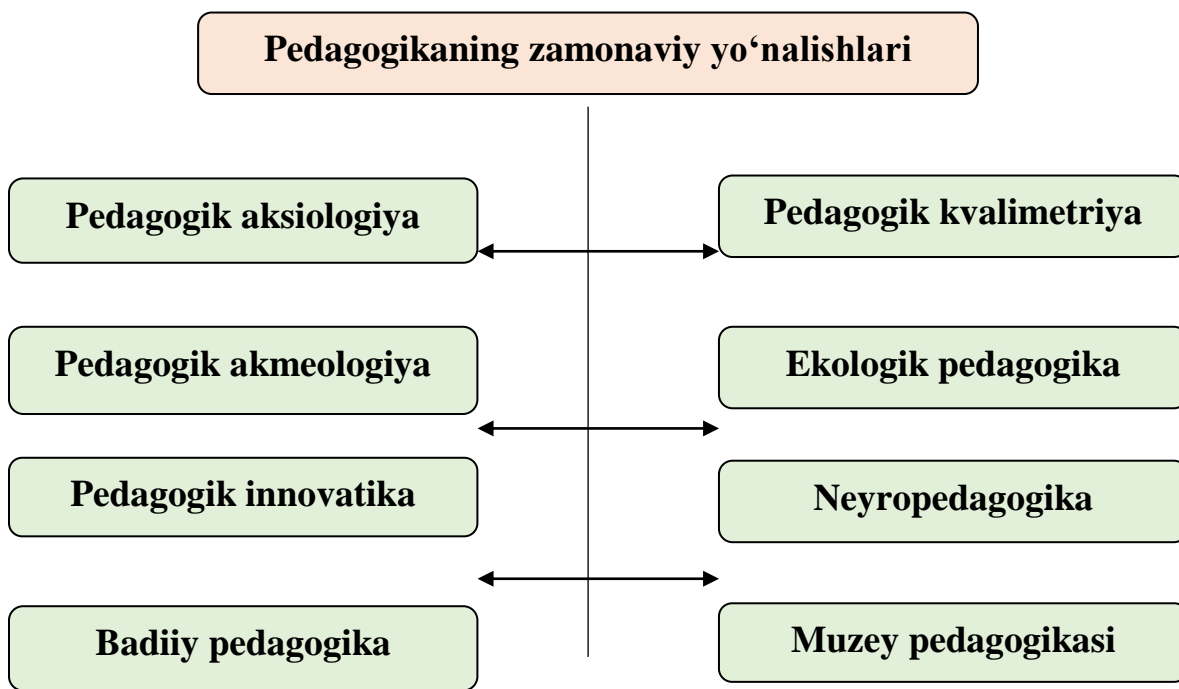 Pedagogikaning zamonaviy yo‘nalishlari
Pedagogik aksiologiya
Pedagogik kvalimetriya
Pedagogik akmeologiya
Ekologik pedagogika
Pedagogik innovatika
Neyropedagogika
Badiiy pedagogika
Muzey pedagogikasi